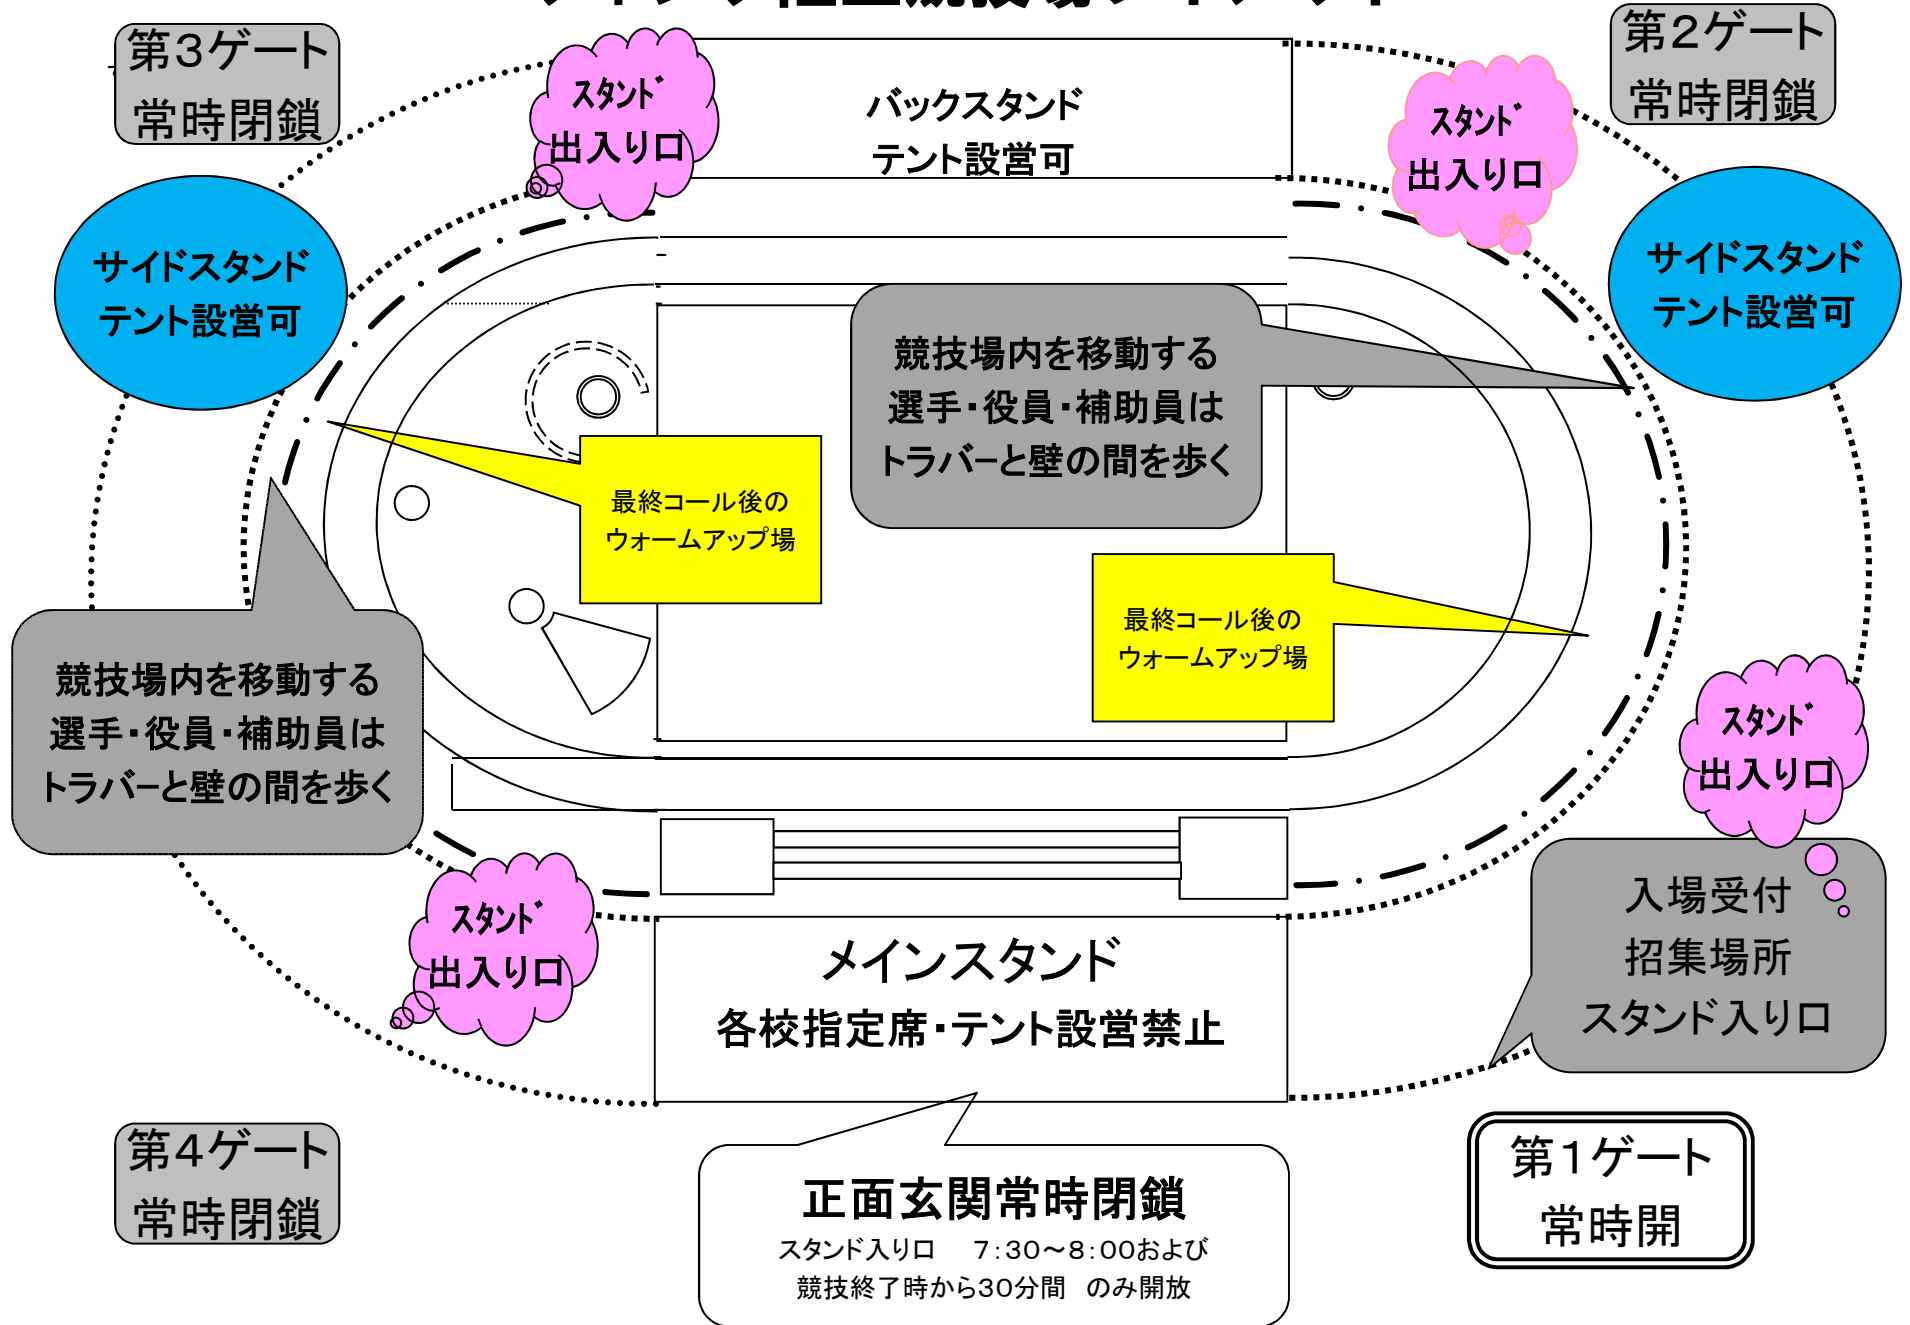 第3ゲート
常時閉鎖
第2ゲート
常時閉鎖
スタンド
出入り口
バックスタンド
テント設営可
スタンド
出入り口
サイドスタンド
テント設営可
サイドスタンド
テント設営可
競技場内を移動する
選手・役員・補助員は
トラバーと壁の間を歩く
最終コール後の
ウォームアップ場
最終コール後の
ウォームアップ場
競技場内を移動する
選手・役員・補助員は
トラバーと壁の間を歩く
スタンド
出入り口
スタンド
出入り口
入場受付
招集場所
スタンド入り口
メインスタンド
各校指定席・テント設営禁止
第4ゲート
常時閉鎖
正面玄関常時閉鎖
スタンド入り口　7:30～8:00および
競技終了時から30分間　のみ開放
第1ゲート
常時開